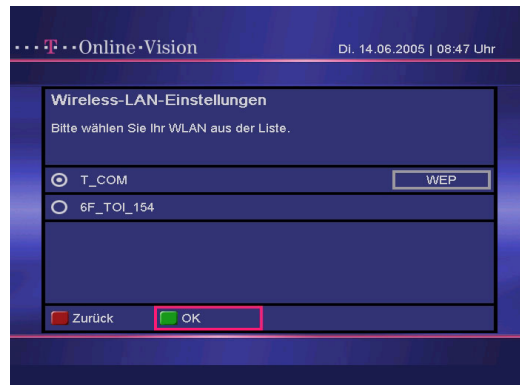 ···T··Online·Vision
Di. 14.06.2005 | 08:47 Uhr
Wireless-LAN-Einstellungen
Bitte wählen Sie Ihr WLAN aus der Liste.
T_COM WEP
6F_TOI_154
Zurück OK